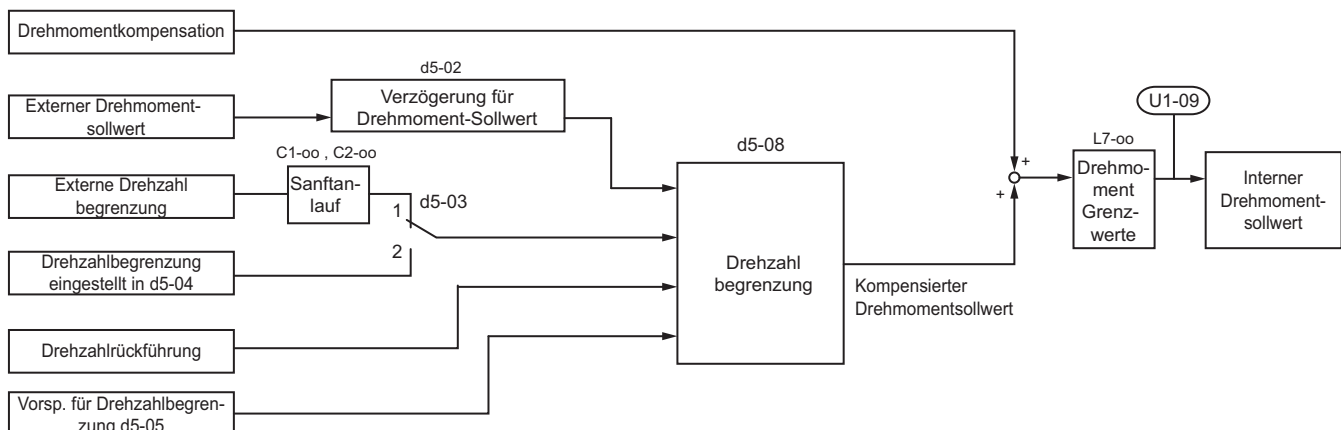 Drehmomentkompensation
d5-02
Externer Drehmoment-
sollwert
Verzögerung für
Drehmoment-Sollwert
U1-09
C1-oo , C2-oo
d5-08
L7-oo
Externe Drehzahl
begrenzung
Sanftan-
lauf
1
d5-03
2
Drehzahlbegrenzung
eingestellt in d5-04
Drehzahl
begrenzung
+
+
Drehmo-
ment
Grenz-
werte
Interner
Drehmoment-
sollwert
Kompensierter
Drehmomentsollwert
Drehzahlrückführung
Vorsp. für Drehzahlbegren-
zung d5-05